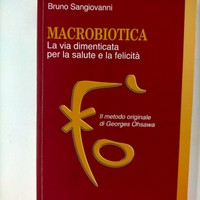 Bruno Sangiovanni
MACROBIOTICA
La via dimenticata
per la salute e la felicità
Il metodo originale
di Georges Ohsawa